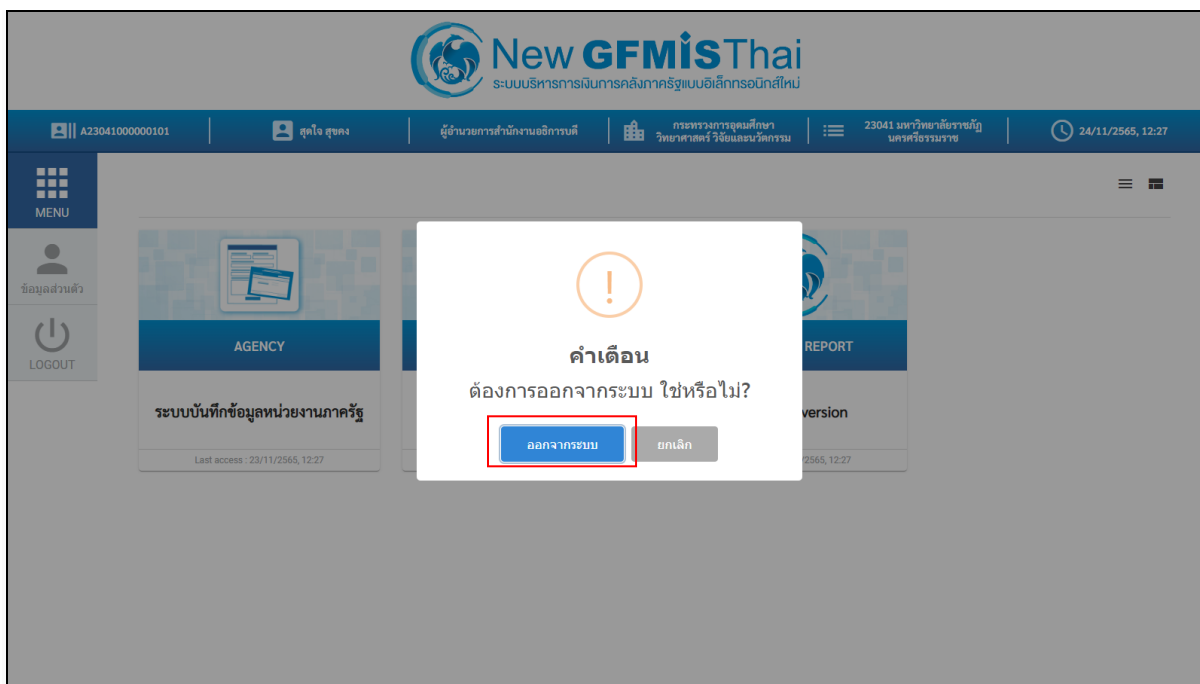 New GFMISThai
ระบบบริหารการเงินการคลังภาครัฐแบบอิเล็กทรอนิกส์ใหม่
A23041000000101
สุดใจ สุขคง
ผู้อำนวยการสำนักงานอธิการบดี
กระทรวงการอุดมศึกษา
วิทยาศาสตร์ วิจัยและนวัตกรรม
23041 มหาวิทยาลัยราชภัฏ
นครศรีธรรมราช
24/11/2565, 12:27
MENU
ข้อมูลส่วนตัว
LOGOUT
AGENCY
ระบบบันทึกข้อมูลหน่วยงานภาครัฐ
Last access : 23/11/2565, 12:27
REPORT
version
/2565, 12:27
คำเตือน
ต้องการออกจากระบบ ใช่หรือไม่?
ออกจากระบบ
ยกเลิก